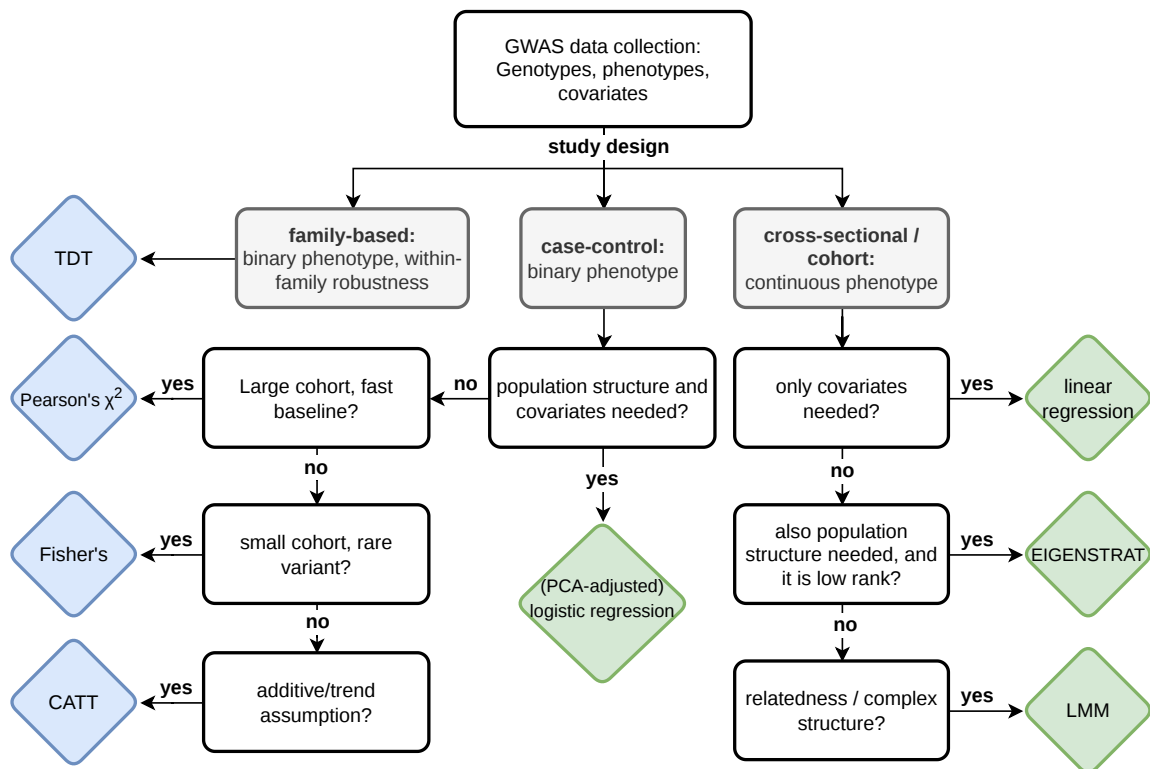 GWAS data collection:
Genotypes, phenotypes,
covariates
study design
TDT
family-based:
binary phenotype, within-
family robustness
case-control:
binary phenotype
cross-sectional /
cohort:
continuous phenotype
Pearson's χ²
yes
Large cohort, fast
baseline?
no
population structure and
covariates needed?
only covariates
needed?
yes
linear
regression
no
yes
no
Fisher's
yes
small cohort, rare
variant?
(PCA-adjusted)
logistic regression
also population
structure needed, and
it is low rank?
yes
EIGENSTRAT
no
no
CATT
yes
additive/trend
assumption?
relatedness / complex
structure?
yes
LMM